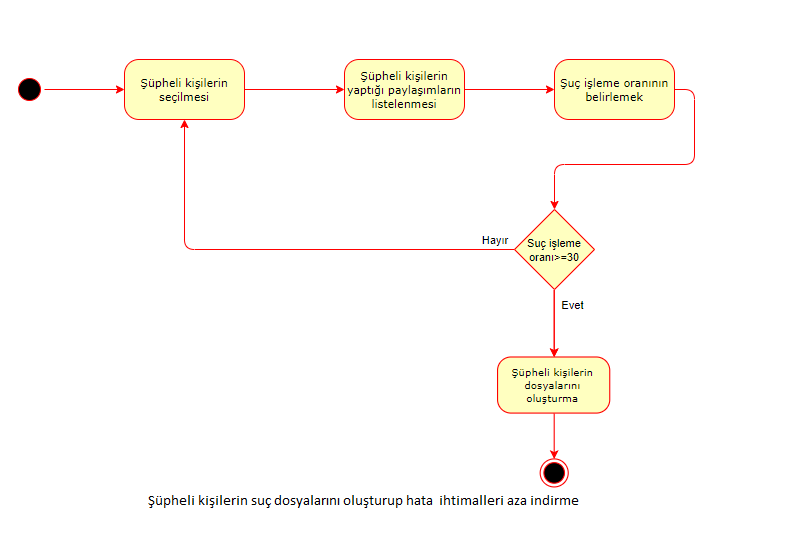 Şüpheli kişilerin
seçilmesi
Şüpheli kişilerin
yaptığı paylaşımların
listelenmesi
Suç işleme oranının
belirlemek
Hayır
Suç işleme
oranı>=30
Evet
Şüpheli kişilerin
dosyalarını
oluşturma
Şüpheli kişilerin suç dosyalarını oluşturup hata ihtimalleri aza indirme